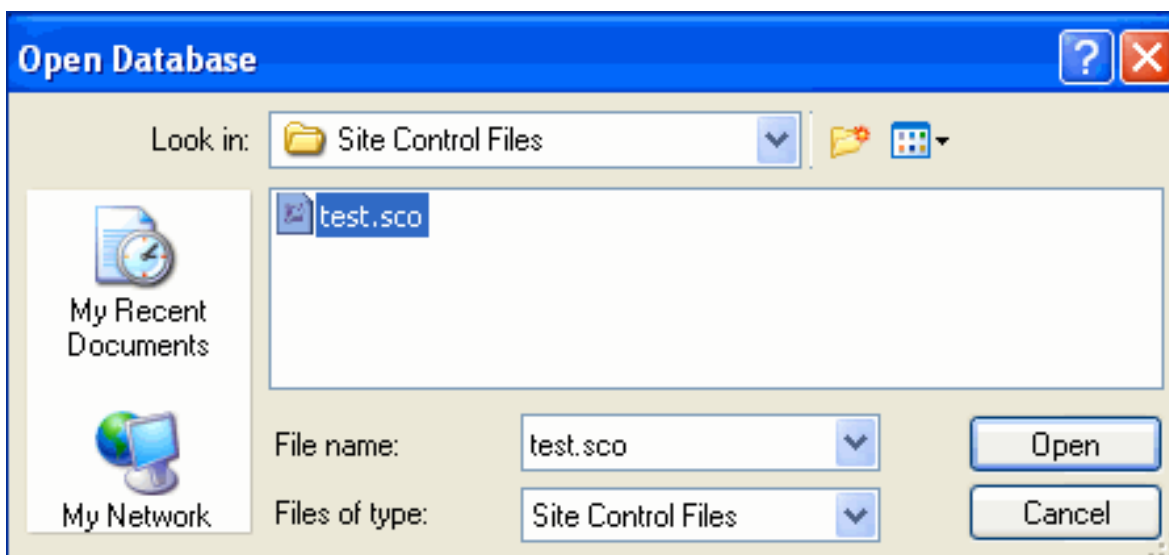 Open Database
Look in: Site Control Files
test.sco
My Recent
Documents
My Network
File name: test.sco
Open
Files of type: Site Control Files
Cancel